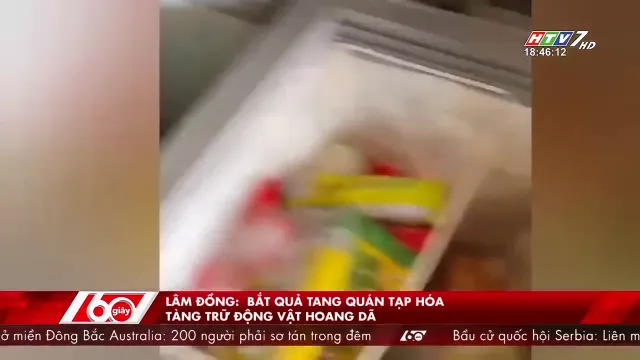 HTV7 HD
18:46:12
60 giây
LÂM ĐỒNG: BẮT QUẢ TANG QUÁN TẠP HÓA
TÀNG TRỮ ĐỘNG VẬT HOANG DÃ
ở miền Đông Bắc Australia: 200 người phải sơ tán trong đêm 60 Bầu cử quốc hội Serbia: Liên m